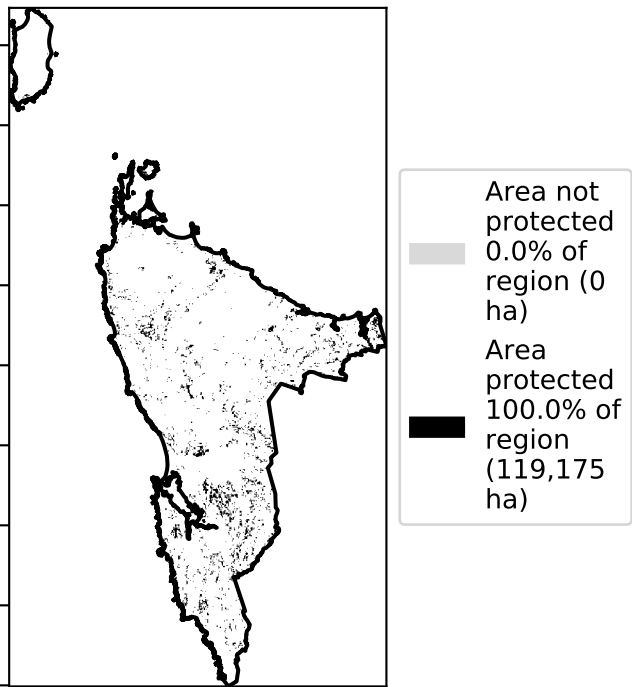 Area not
protected
0.0% of
region (0
ha)
Area
protected
100.0% of
region
(119,175
ha)